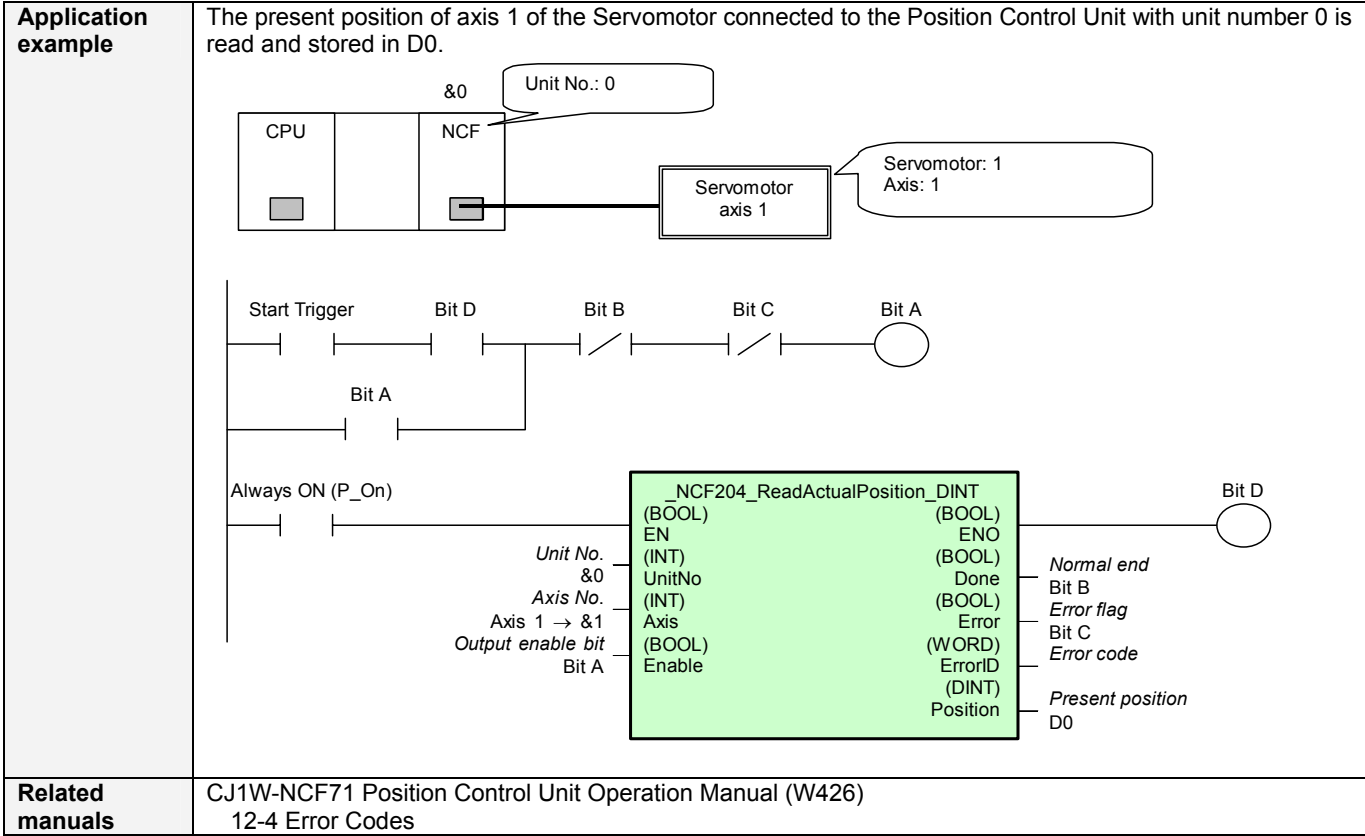 Application example
The present position of axis 1 of the Servomotor connected to the Position Control Unit with unit number 0 is
read and stored in D0.
&0
Unit No.: 0
CPU
NCF
Servomotor: 1
Axis: 1
Servomotor
axis 1
Start Trigger
Bit D
Bit B
Bit C
Bit A
Bit A
Always ON (P_On)
_NCF204_ReadActualPosition_DINT
Bit D
(BOOL) (BOOL)
EN ENO
Unit No. (INT) (BOOL) Normal end
&0 UnitNo Done Bit B
Axis No. (INT) (BOOL) Error flag
Axis 1 → &1 Axis Error Bit C
Output enable bit (BOOL) (WORD) Error code
Bit A Enable ErrorID
(DINT) Present position
Position D0
Related manuals
CJ1W-NCF71 Position Control Unit Operation Manual (W426)
12-4 Error Codes